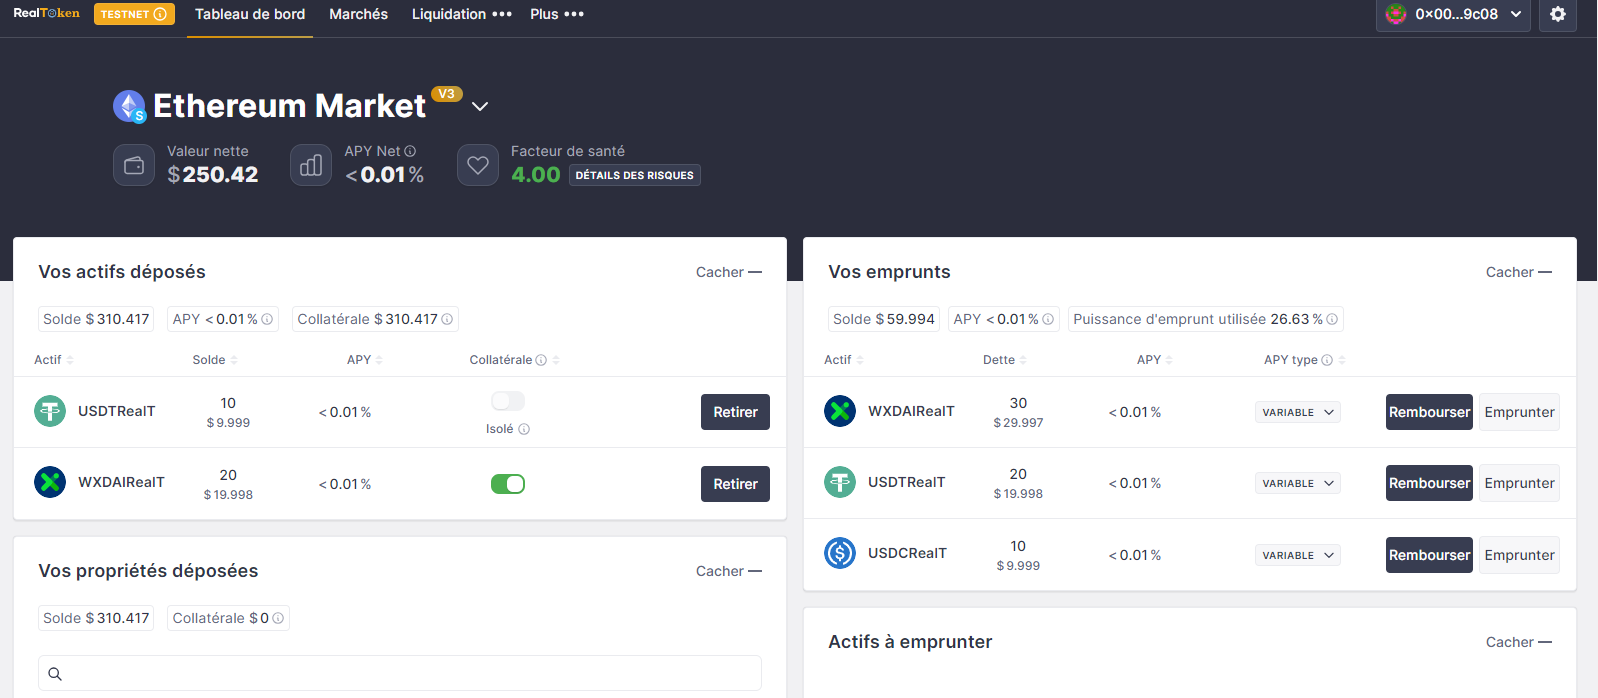 RealToken TESTNET Tableau de bord Marchés Liquidation ••• Plus ••• 0x00...9c08
Ethereum Market V3
Valeur nette
$250.42
APY Net
<0.01%
Facteur de santé
4.00 DÉTAILS DES RISQUES
Vos actifs déposés
Cacher —
Solde $310.417 APY <0.01% Collatérale $310.417
Actif Solde APY Collatérale
USDTRealT 10 <0.01% Retirer
$9.999
Isolé
WXDAIRealT 20 <0.01% Retirer
$19.998
Vos propriétés déposées
Cacher —
Solde $310.417 Collatérale $0
Vos emprunts
Cacher —
Solde $59.994 APY <0.01% Puissance d'emprunt utilisée 26.63%
Actif Dette APY APY type
WXDAIRealT 30 <0.01% VARIABLE Rembourser Emprunter
$29.997
USDTRealT 20 <0.01% VARIABLE Rembourser Emprunter
$19.998
USDCRealT 10 <0.01% VARIABLE Rembourser Emprunter
$9.999
Actifs à emprunter
Cacher —